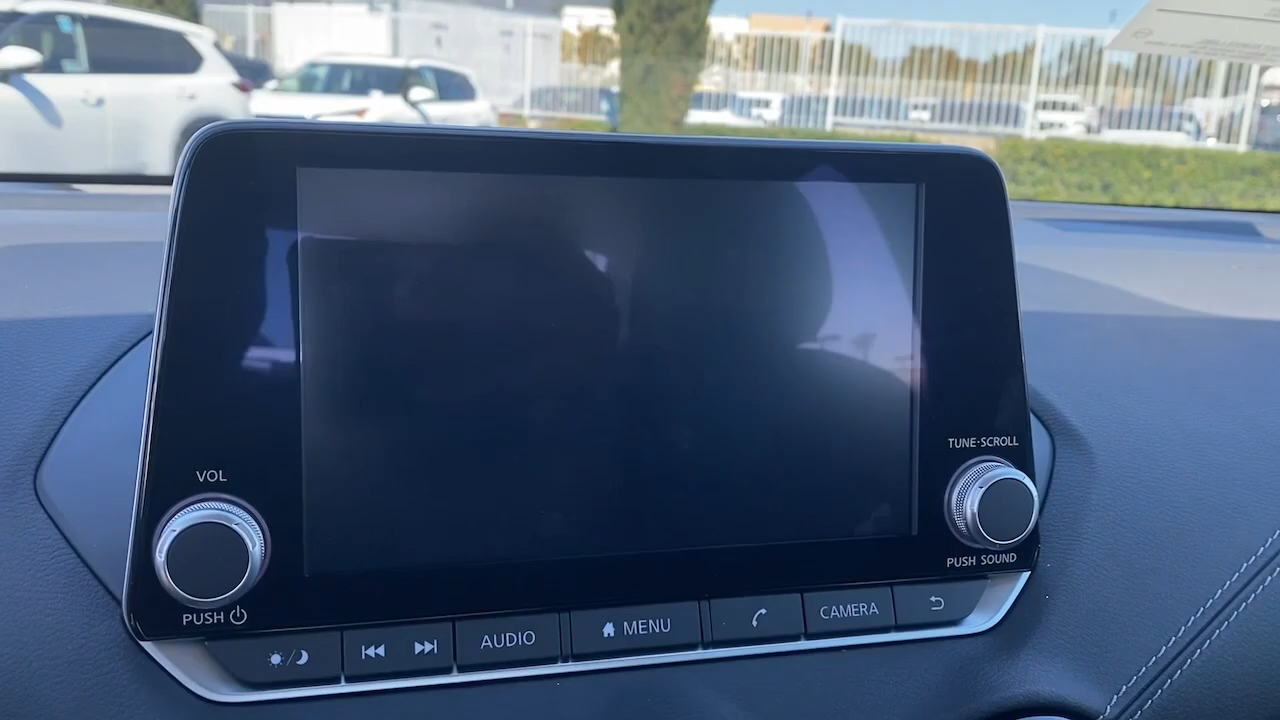 VOL
PUSH
TUNE·SCROLL
PUSH SOUND
AUDIO
MENU
CAMERA